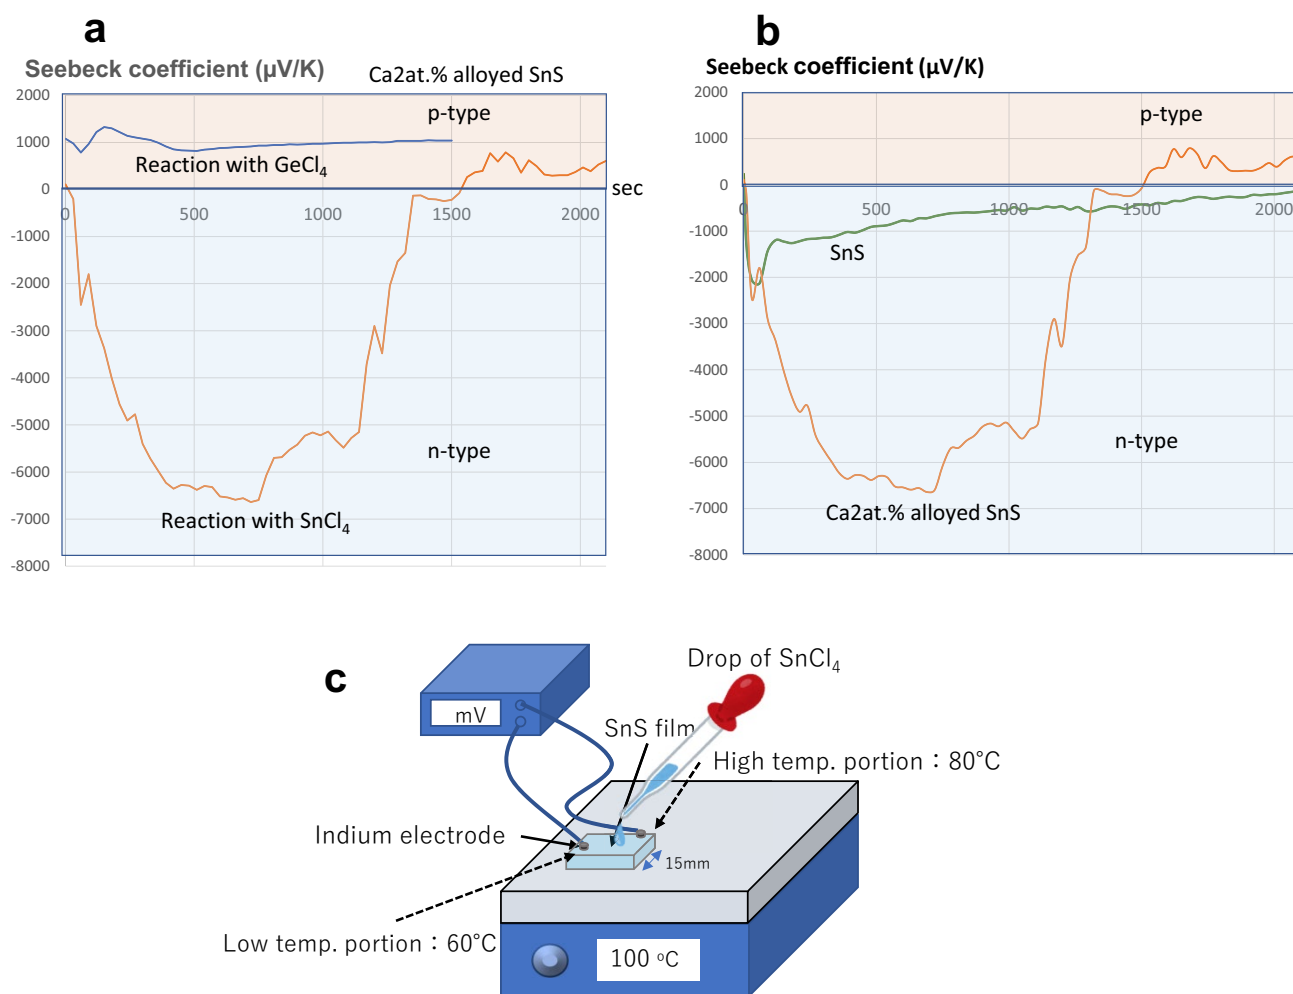 a
Seebeck coefficient (µV/K)
Ca2at.% alloyed SnS
2000
1000
0
-1000
-2000
-3000
-4000
-5000
-6000
-7000
-8000
p-type
Reaction with GeCl4
sec
0 500 1000 1500 2000
n-type
Reaction with SnCl4
b
Seebeck coefficient (µV/K)
2000
1000
0
-1000
-2000
-3000
-4000
-5000
-6000
-7000
-8000
p-type
0 500 1000 1500 2000
SnS
n-type
Ca2at.% alloyed SnS
c
Drop of SnCl4
mV
SnS film
High temp. portion：80°C
Indium electrode
15mm
Low temp. portion：60°C
100 °C